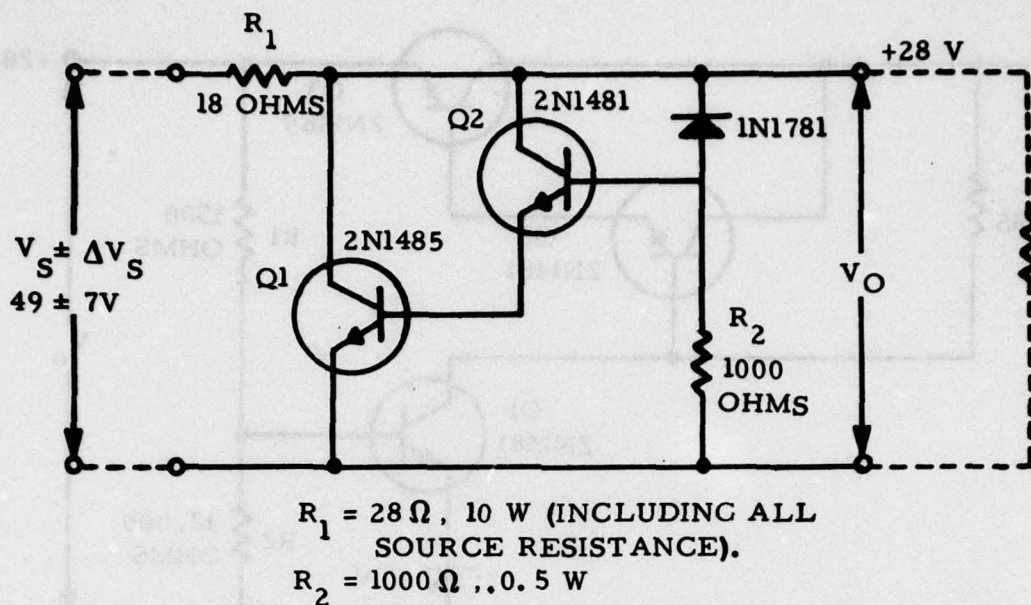 R1
18 OHMS
+28 V
2N1481
Q2
1N1781
2N1485
Q1
VS ± ΔVS
49 ± 7V
VO
R2
1000
OHMS
R1 = 28 Ω, 10 W (INCLUDING ALL
SOURCE RESISTANCE).
R2 = 1000 Ω ,.0.5 W